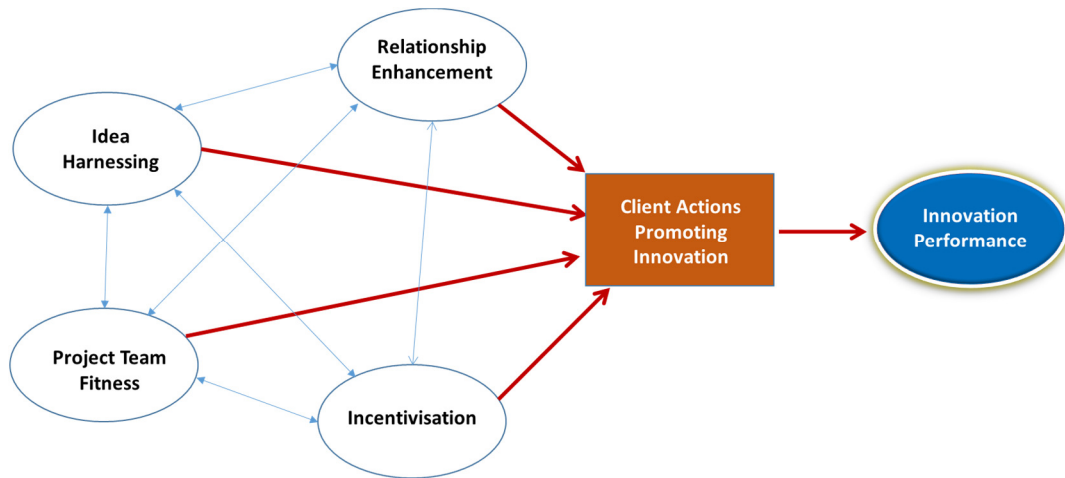 Relationship
Enhancement
Idea
Harnessing
Client Actions
Promoting
Innovation
Innovation
Performance
Project Team
Fitness
Incentivisation